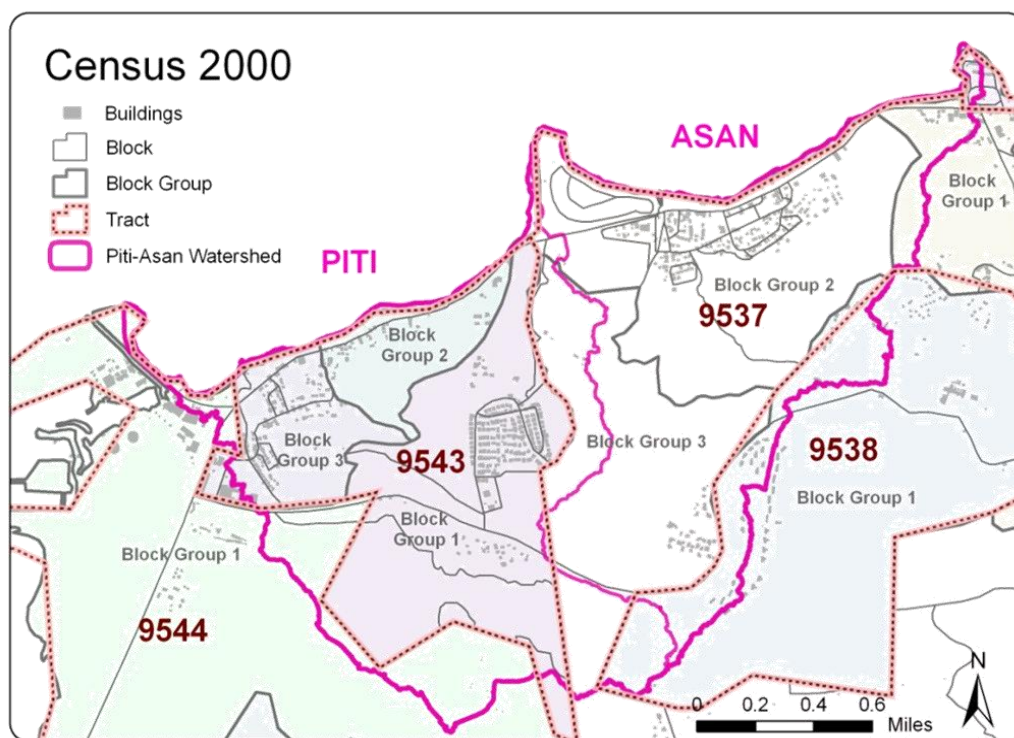 Census 2000
Buildings
Block
Block Group
Tract
Piti-Asan Watershed
ASAN
PITI
Block
Group 1
Block Group 2
9537
Block
Group 2
Block
Group 3
9543
Block Group 3
9538
Block Group 1
Block
Group 1
Block Group 1
9544
N
0 0.2 0.4 0.6
Miles